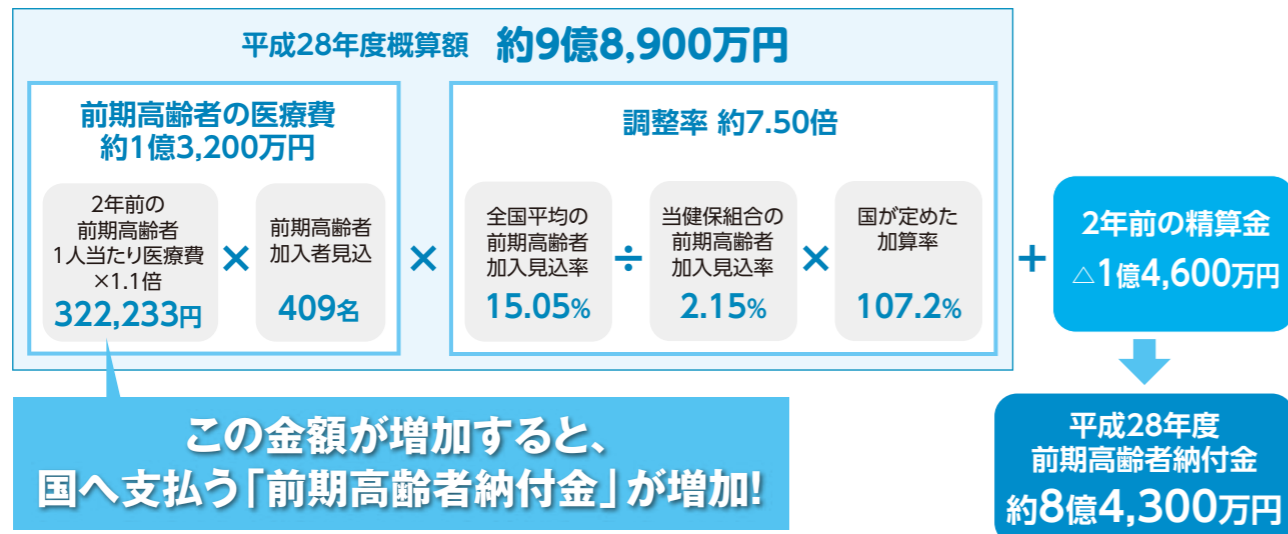 平成28年度概算額 約9億8,900万円
前期高齢者の医療費
約1億3,200万円
2年前の
前期高齢者
1人当たり医療費
×1.1倍
322,233円
×
前期高齢者
加入者見込
409名
×
調整率 約7.50倍
全国平均の
前期高齢者
加入見込率
15.05%
÷
当健保組合の
前期高齢者
加入見込率
2.15%
×
国が定めた
加算率
107.2%
+
2年前の精算金
△1億4,600万円
平成28年度
前期高齢者納付金
約8億4,300万円
この金額が増加すると、
国へ支払う「前期高齢者納付金」が増加!